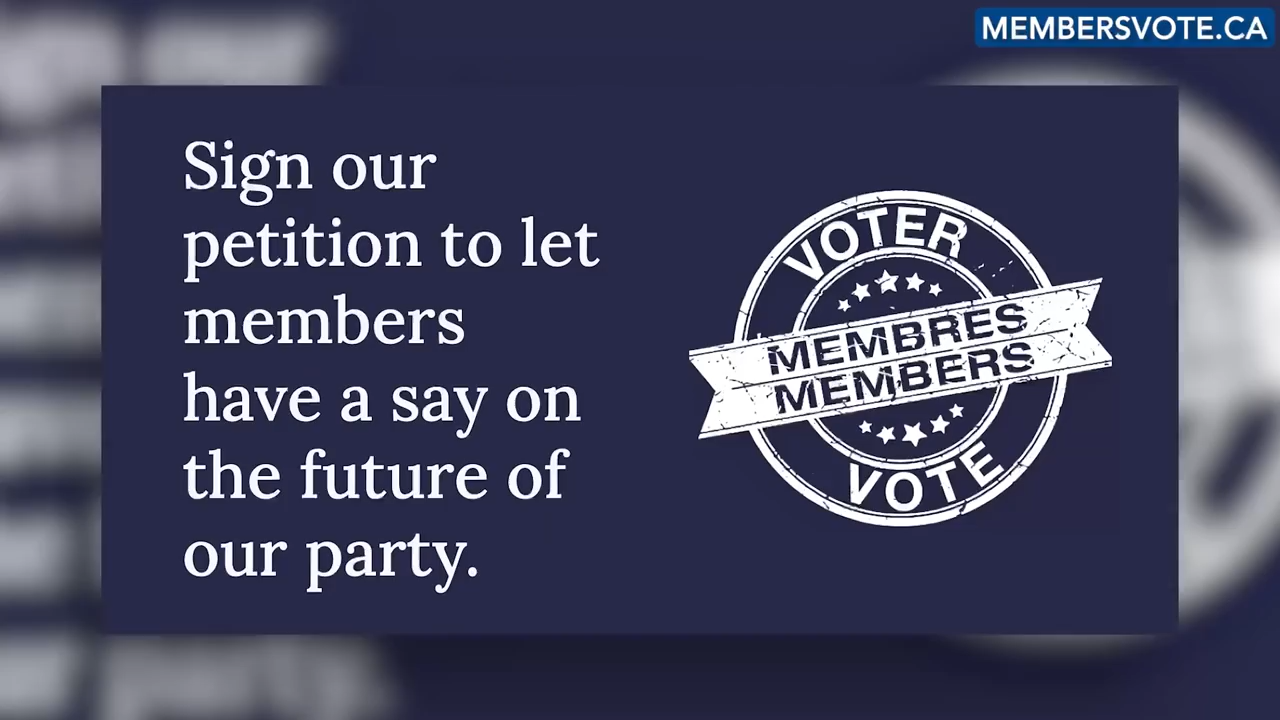 MEMBERSVOTE.CA
Sign our
petition to let
members
have a say on
the future of
our party.
VOTER
MEMBRES
MEMBERS
VOTE